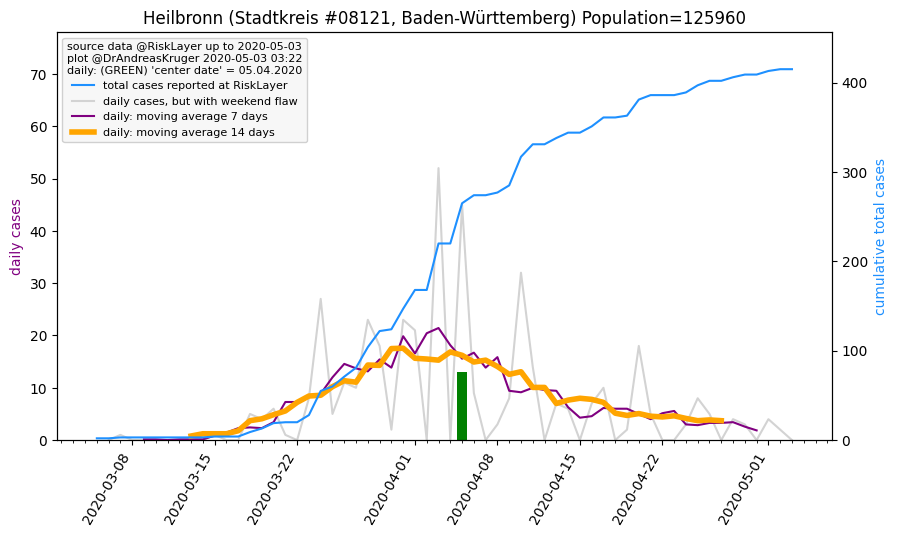 Heilbronn (Stadtkreis #08121, Baden-Württemberg) Population=125960
source data @RiskLayer up to 2020-05-03
plot @DrAndreasKruger 2020-05-03 03:22
daily: (GREEN) 'center date' = 05.04.2020
total cases reported at RiskLayer
daily cases, but with weekend flaw
daily: moving average 7 days
daily: moving average 14 days
daily cases
70
60
50
40
30
20
10
0
400
300
200
100
0
cumulative total cases
2020-03-08
2020-03-15
2020-03-22
2020-04-01
2020-04-08
2020-04-15
2020-04-22
2020-05-01